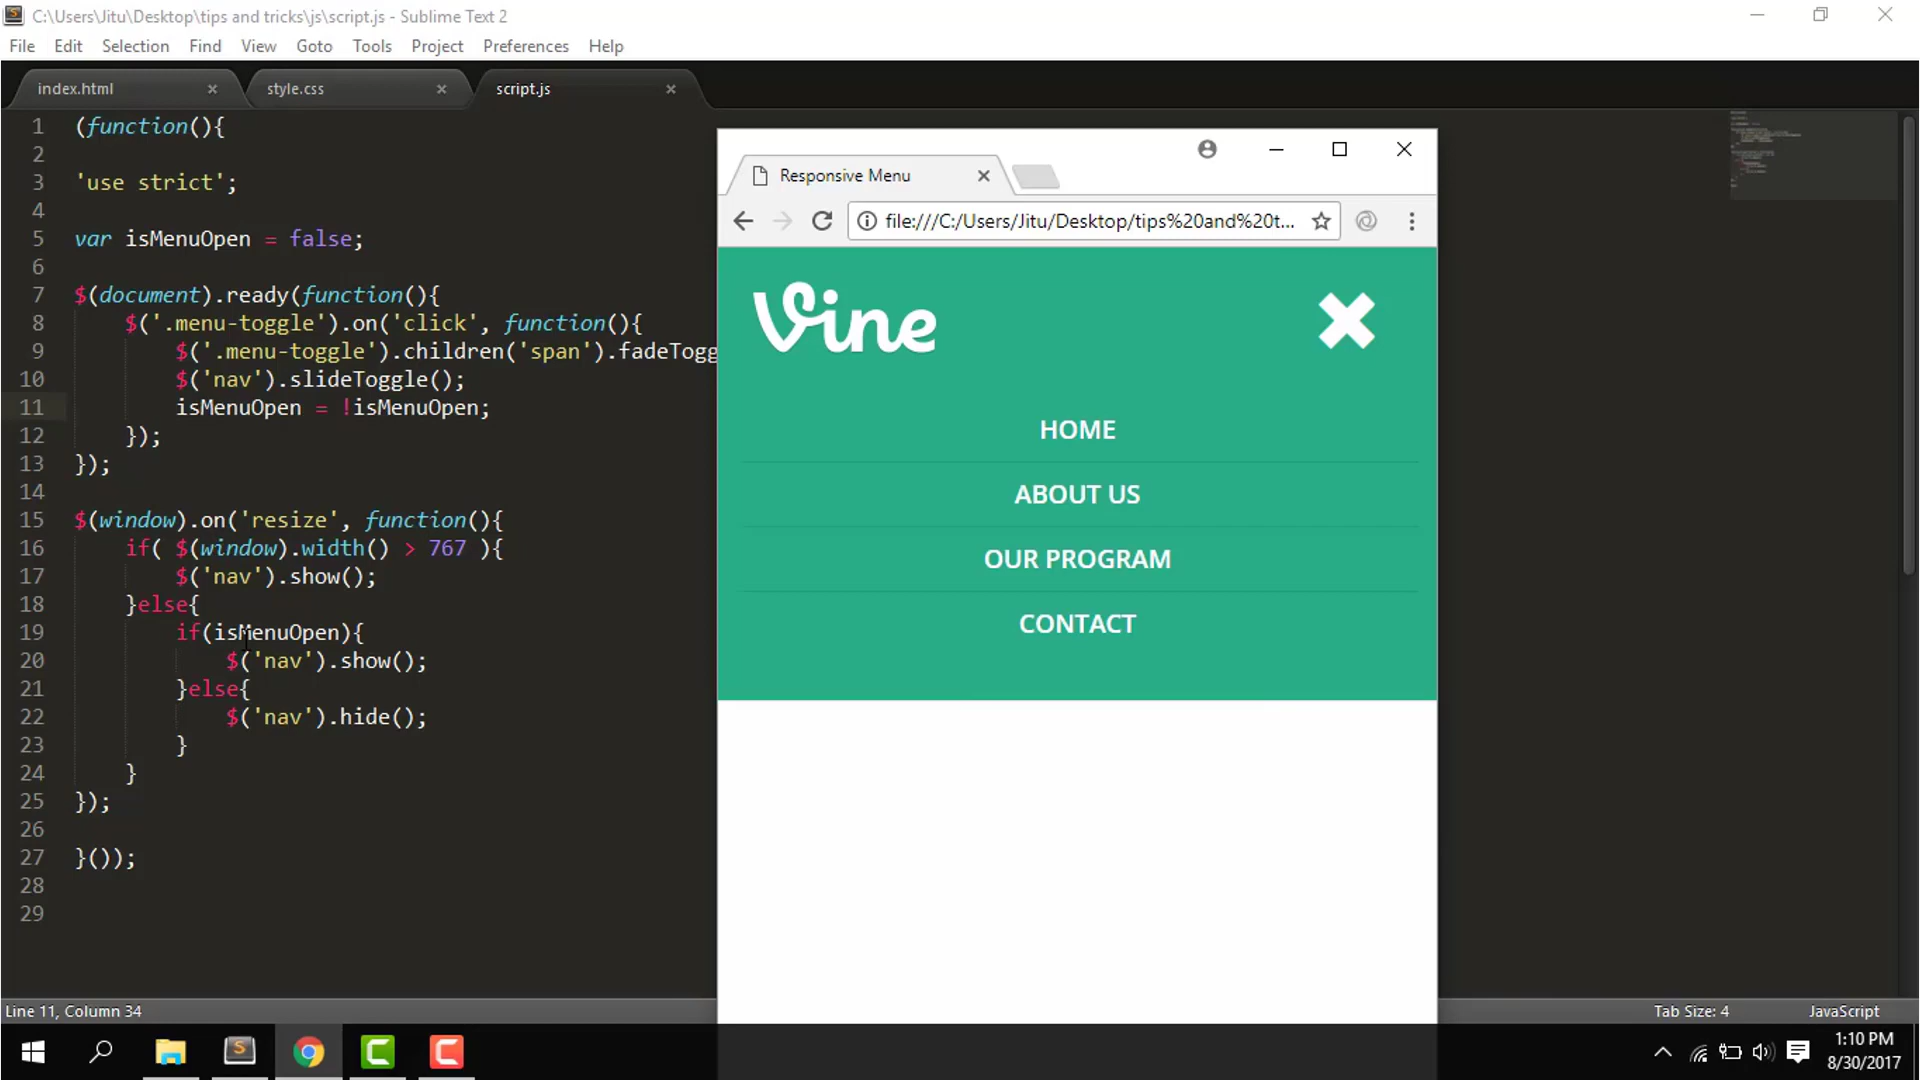 C:\Users\Jitu\Desktop\tips and tricks\js\script.js - Sublime Text 2
File Edit Selection Find View Goto Tools Project Preferences Help
index.html × style.css × script.js ×
1 (function(){
2
3 'use strict';
4
5 var isMenuOpen = false;
6
7 $(document).ready(function(){
8 $('.menu-toggle').on('click', function(){
9 $('.menu-toggle').children('span').fadeTogg
10 $('nav').slideToggle();
11 isMenuOpen = !isMenuOpen;
12 });
13 });
14
15 $(window).on('resize', function(){
16 if( $(window).width() > 767 ){
17 $('nav').show();
18 }else{
19 if(isMenuOpen){
20 $('nav').show();
21 }else{
22 $('nav').hide();
23 }
24 }
25 });
26
27 }());
28
29
Responsive Menu
file:///C:/Users/Jitu/Desktop/tips%20and%20t...
Vine
HOME
ABOUT US
OUR PROGRAM
CONTACT
Line 11, Column 34 Tab Size: 4 JavaScript
1:10 PM
8/30/2017